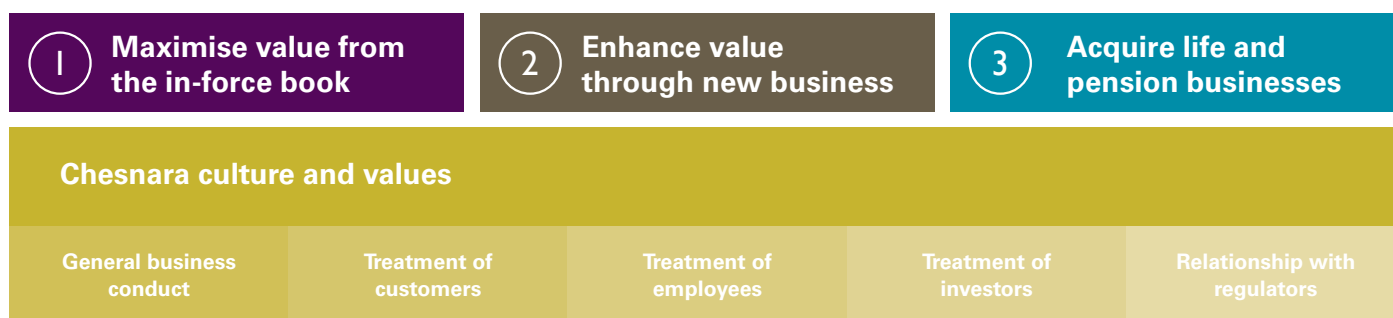 1
Maximise value from
the in-force book
2
Enhance value
through new business
3
Acquire life and
pension businesses
Chesnara culture and values
General business
conduct
Treatment of
customers
Treatment of
employees
Treatment of
investors
Relationship with
regulators